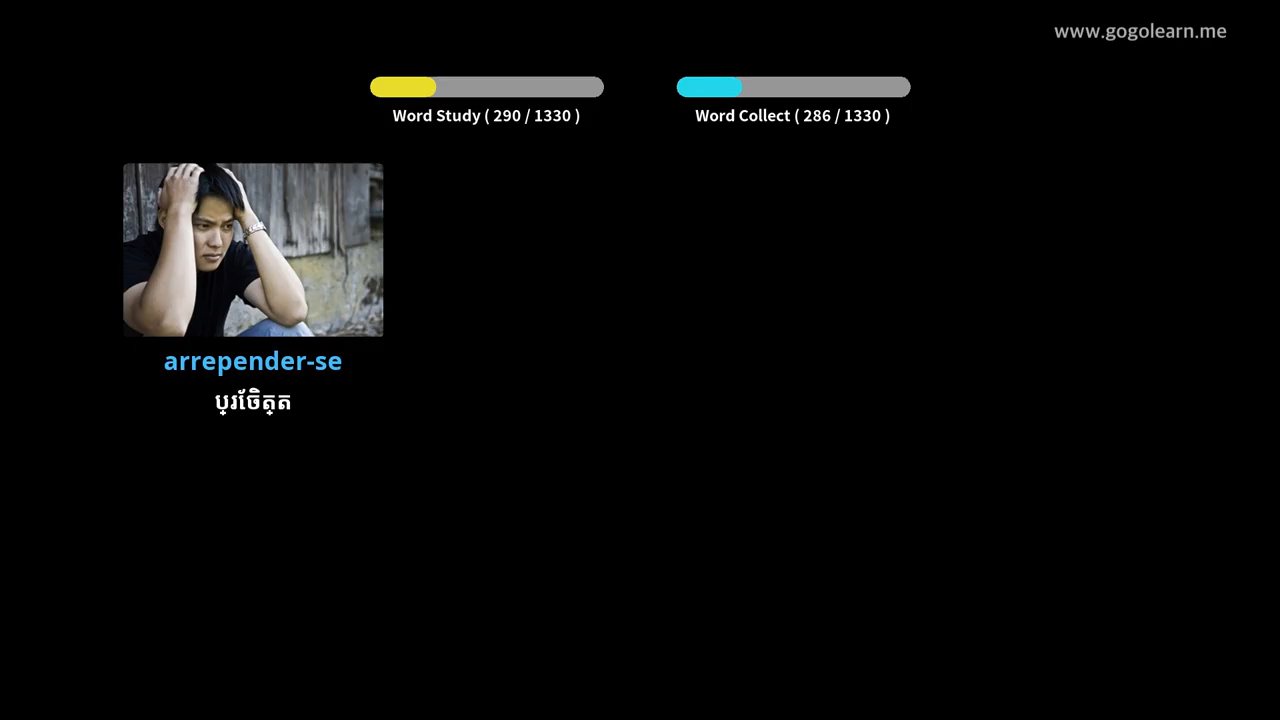 www.gogolearn.me
Word Study ( 290 / 1330 )
Word Collect ( 286 / 1330 )
arrepender-se
ប្រែចិត្ត